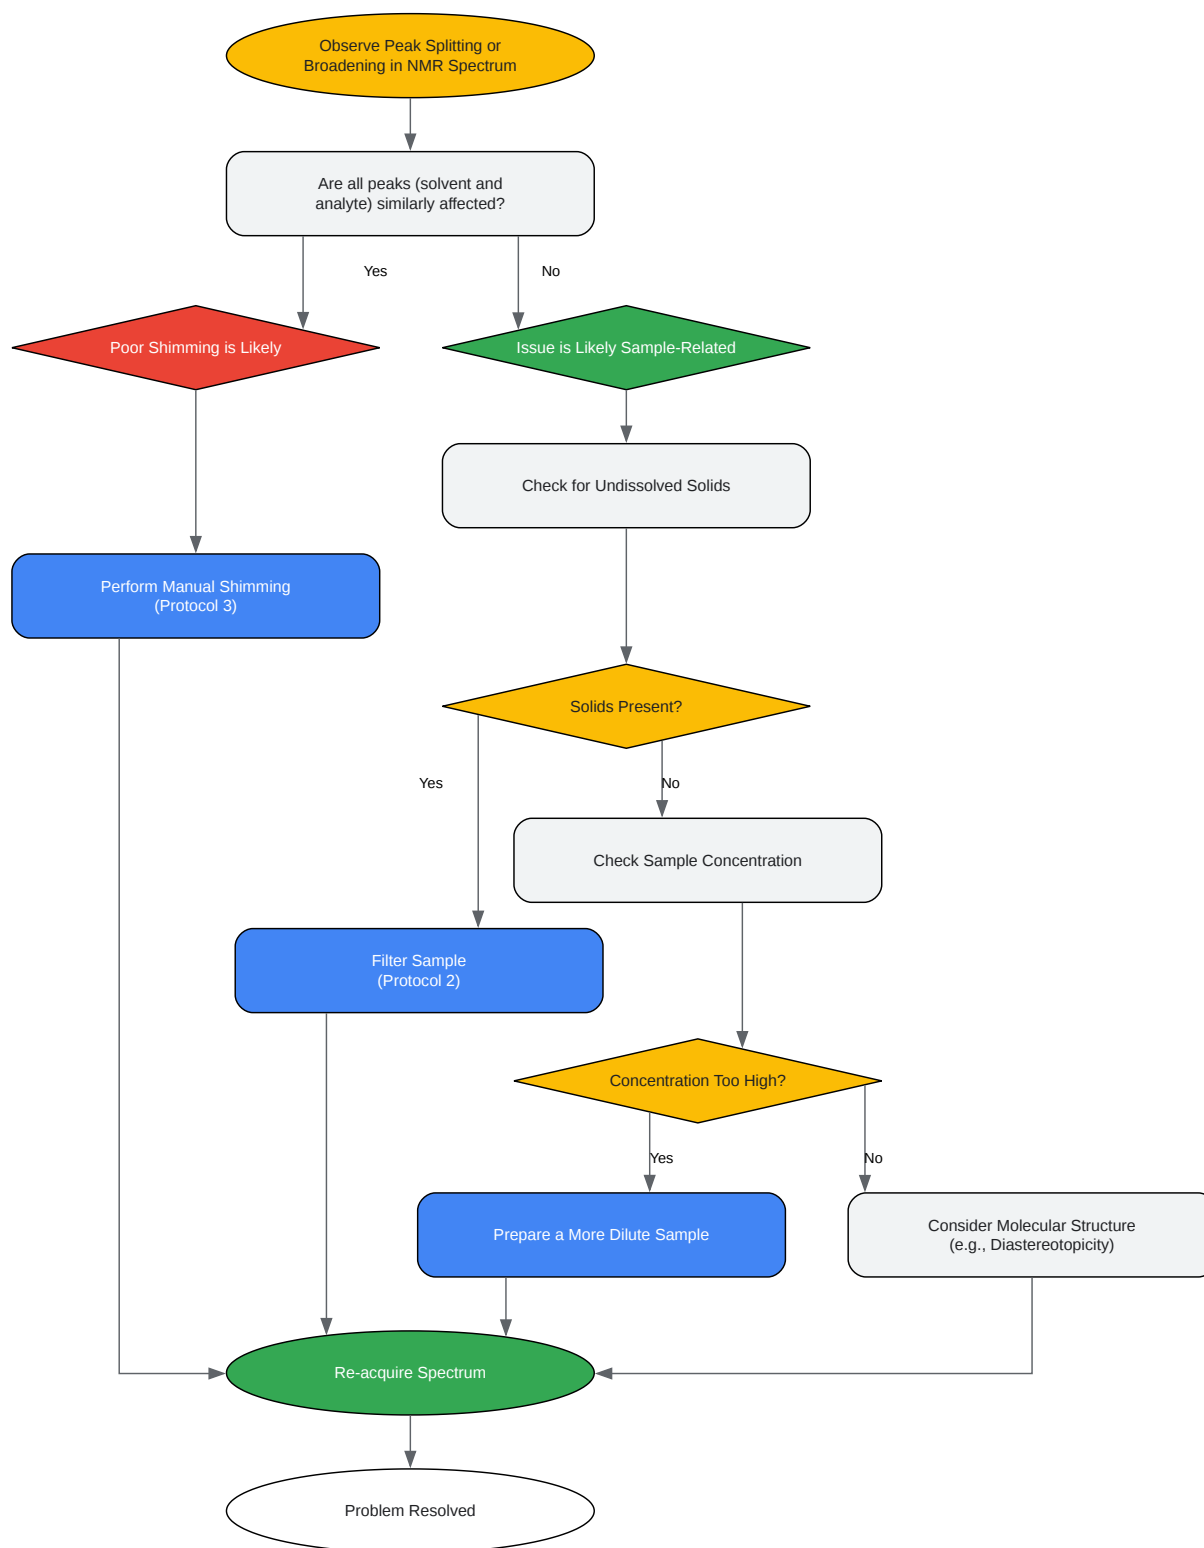 Observe Peak Splitting or
Broadening in NMR Spectrum
Are all peaks (solvent and
analyte) similarly affected?
Yes
No
Poor Shimming is Likely
Issue is Likely Sample-Related
Check for Undissolved Solids
Perform Manual Shimming
(Protocol 3)
Solids Present?
Yes
No
Check Sample Concentration
Filter Sample
(Protocol 2)
Concentration Too High?
Yes
No
Prepare a More Dilute Sample
Consider Molecular Structure
(e.g., Diastereotopicity)
Re-acquire Spectrum
Problem Resolved